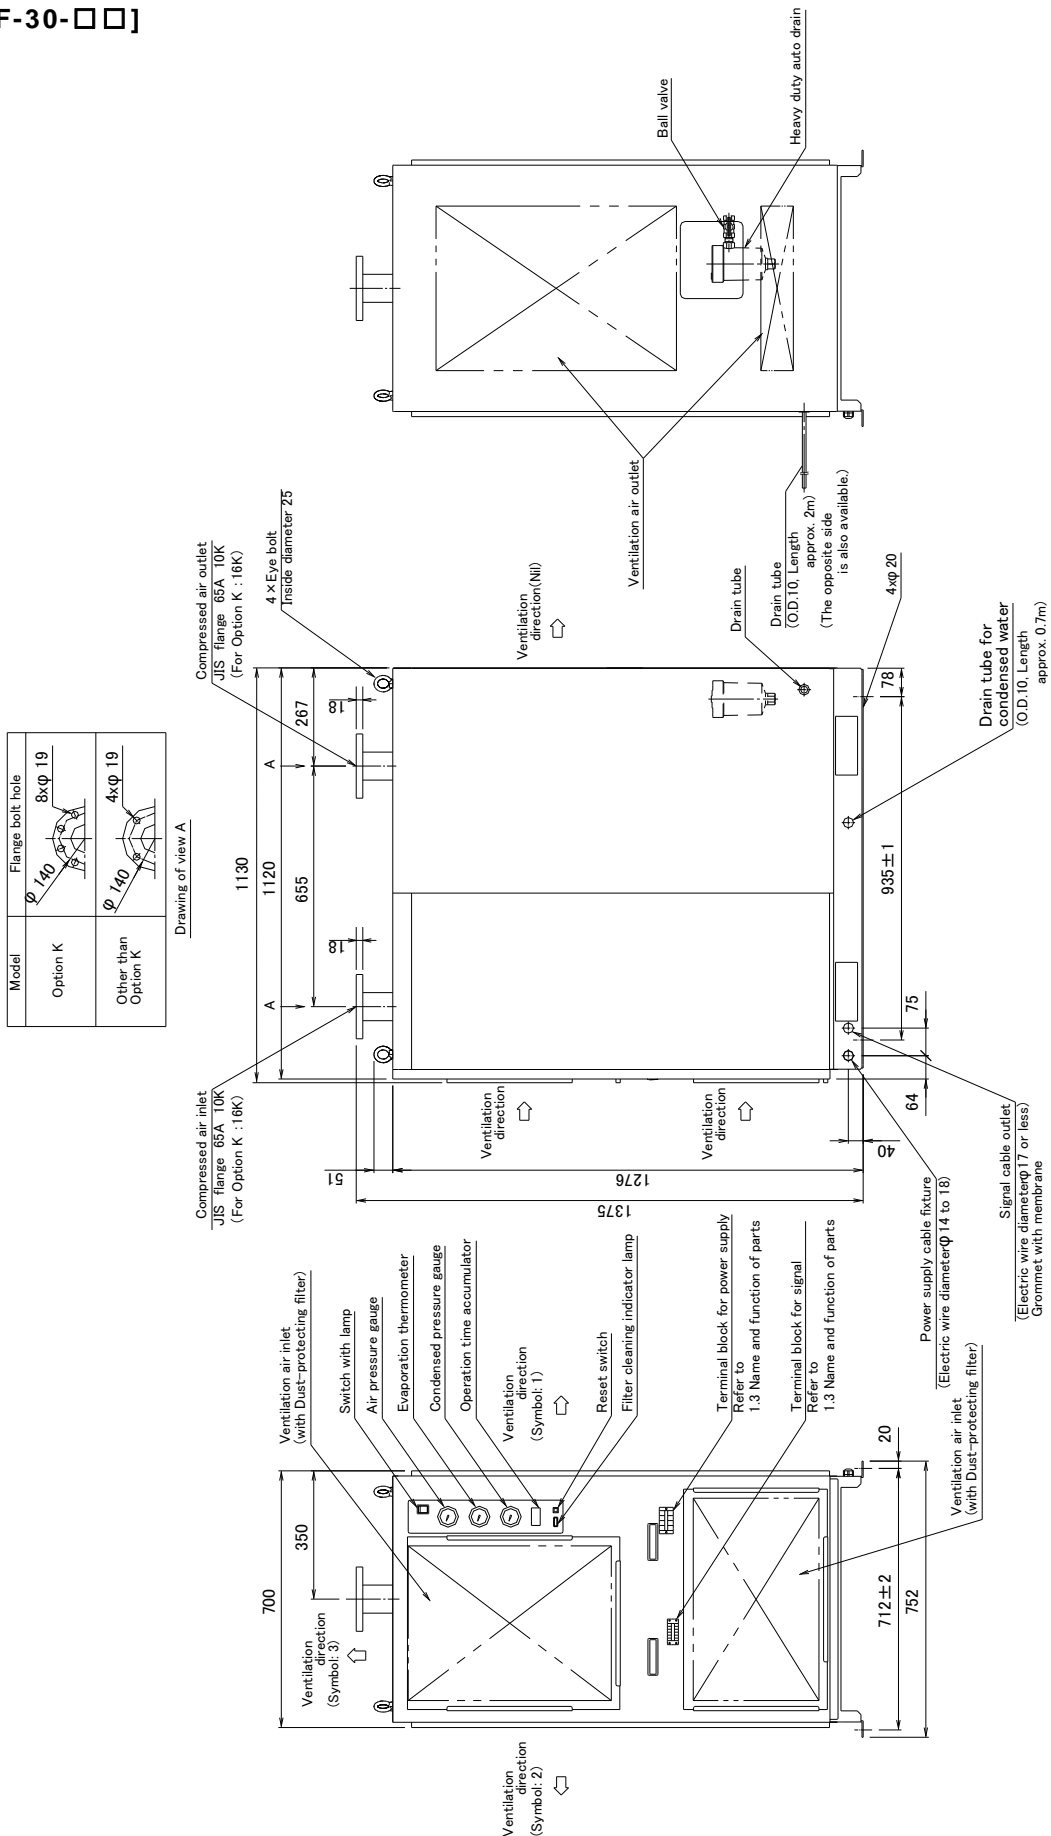 F-30-□□]
Model
Flange bolt hole
Option K
φ 140
8xφ 19
Other than
Option K
φ 140
4xφ 19
Drawing of view A
Ball valve
Heavy duty auto drain
Ventilation air outlet
Drain tube
(O.D.10, Length
approx. 2m)
(The opposite side
is also available.)
Compressed air inlet
JIS flange 65A 10K
(For Option K : 16K)
Compressed air outlet
JIS flange 65A 10K
(For Option K : 16K)
4×Eye bolt
Inside diameter 25
1130
1120
655
267
A
A
18
18
51
1276
1375
Ventilation
direction
Ventilation
direction
Ventilation
direction(Nil)
Drain tube
4xφ 20
78
935±1
75
64
40
Drain tube for
condensed water
(O.D.10, Length
approx. 0.7m)
Signal cable outlet
(Electric wire diameterφ17 or less)
Grommet with membrane
Power supply cable fixture
(Electric wire diameterφ14 to 18)
Ventilation air inlet
(with Dust-protecting filter)
Switch with lamp
Air pressure gauge
Evaporation thermometer
Condensed pressure gauge
Operation time accumulator
Ventilation
direction
(Symbol: 1)
Reset switch
Filter cleaning indicator lamp
Terminal block for power supply
Refer to
1.3 Name and function of parts
Terminal block for signal
Refer to
1.3 Name and function of parts
Ventilation air inlet
(with Dust-protecting filter)
700
350
Ventilation
direction
(Symbol: 3)
Ventilation
direction
(Symbol: 2)
20
712±2
752